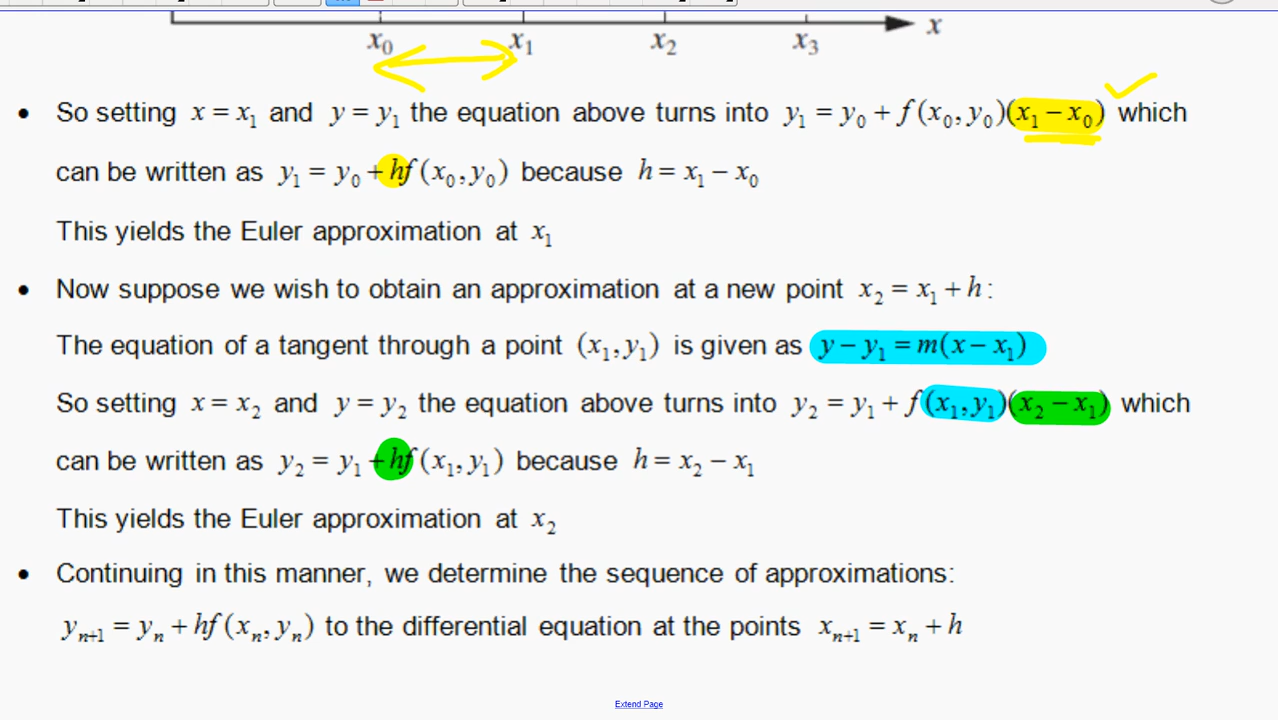 x₀ x₁ x₂ x₃ x
• So setting x = x₁ and y = y₁ the equation above turns into y₁ = y₀ + f(x₀, y₀)(x₁ − x₀) which
can be written as y₁ = y₀ + hf(x₀, y₀) because h = x₁ − x₀
This yields the Euler approximation at x₁
• Now suppose we wish to obtain an approximation at a new point x₂ = x₁ + h:
The equation of a tangent through a point (x₁, y₁) is given as y − y₁ = m(x − x₁)
So setting x = x₂ and y = y₂ the equation above turns into y₂ = y₁ + f(x₁, y₁)(x₂ − x₁) which
can be written as y₂ = y₁ + hf(x₁, y₁) because h = x₂ − x₁
This yields the Euler approximation at x₂
• Continuing in this manner, we determine the sequence of approximations:
yₙ₊₁ = yₙ + hf(xₙ, yₙ) to the differential equation at the points xₙ₊₁ = xₙ + h
Extend Page